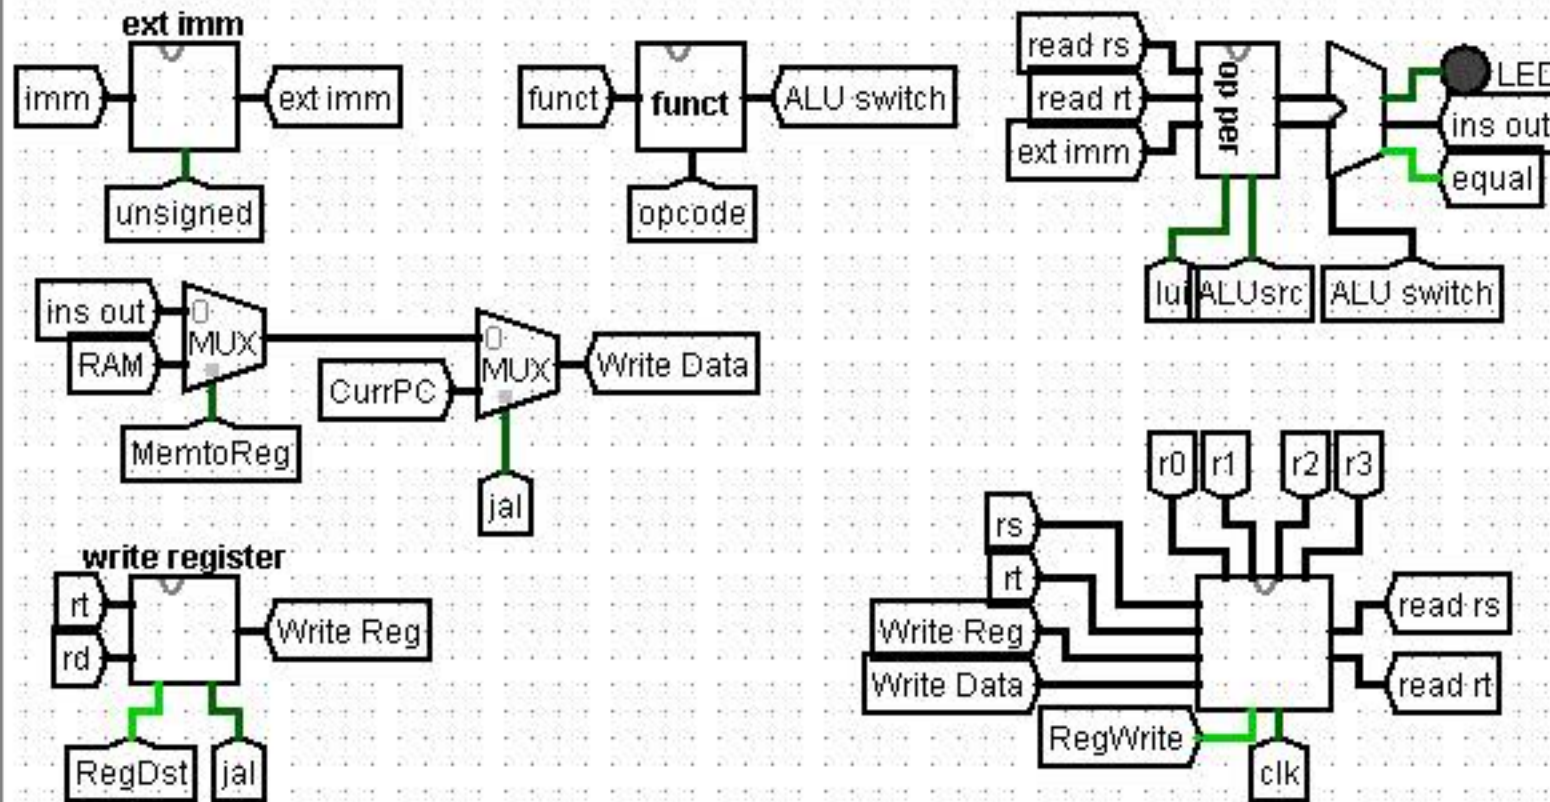 ext imm
imm
ext imm
unsigned
funct
funct
ALU switch
opcode
read rs
read rt
ext imm
op per
LED
ins out
equal
lui
ALUsrc
ALU switch
ins out
RAM
0
MUX
MemtoReg
CurrPC
0
MUX
Write Data
jal
write register
rt
rd
Write Reg
RegDst
jal
r0
r1
r2
r3
rs
rt
Write Reg
Write Data
RegWrite
clk
read rs
read rt